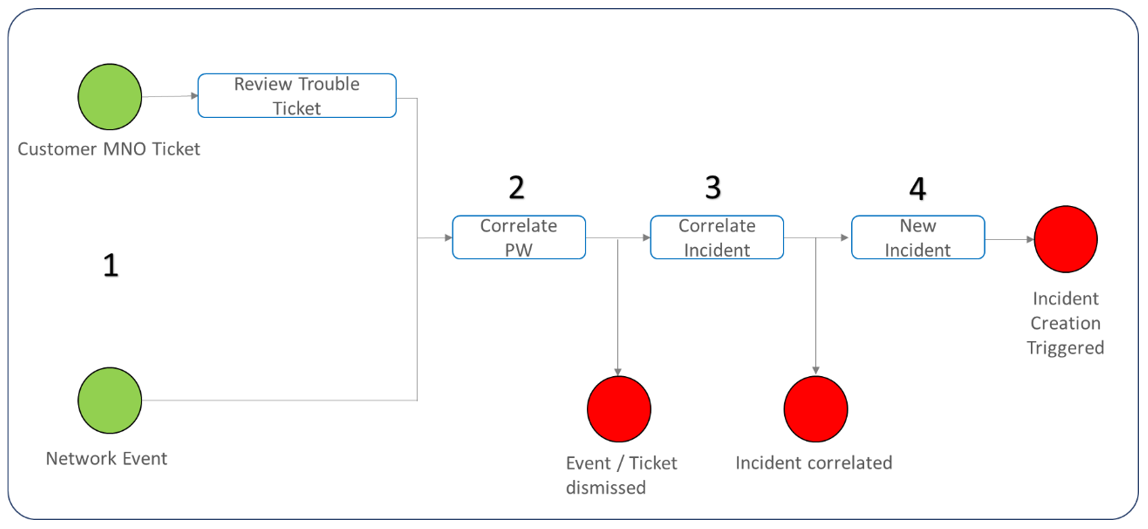 Review Trouble
Ticket
Customer MNO Ticket
1
2
3
4
Correlate
PW
Correlate
Incident
New
Incident
Incident
Creation
Triggered
Network Event
Event / Ticket
dismissed
Incident correlated